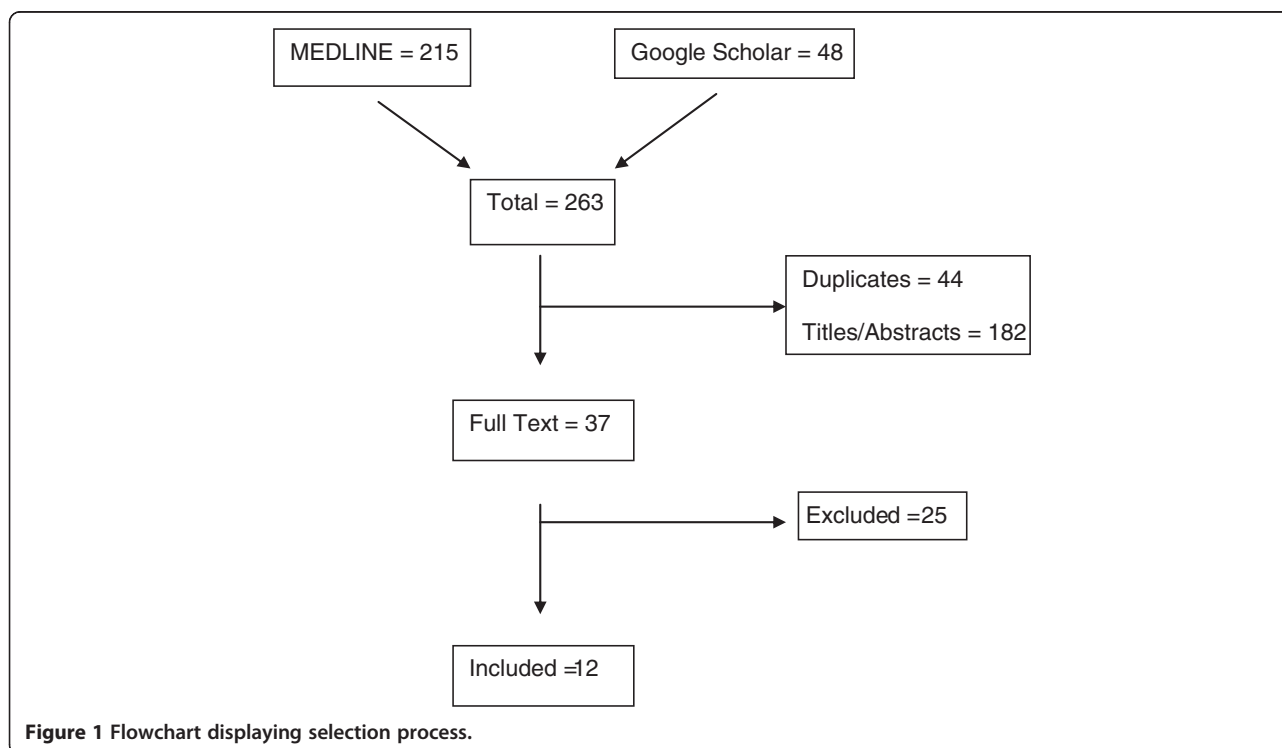 MEDLINE = 215
Google Scholar = 48
Total = 263
Duplicates = 44
Titles/Abstracts = 182
Full Text = 37
Excluded =25
Included =12
Figure 1 Flowchart displaying selection process.